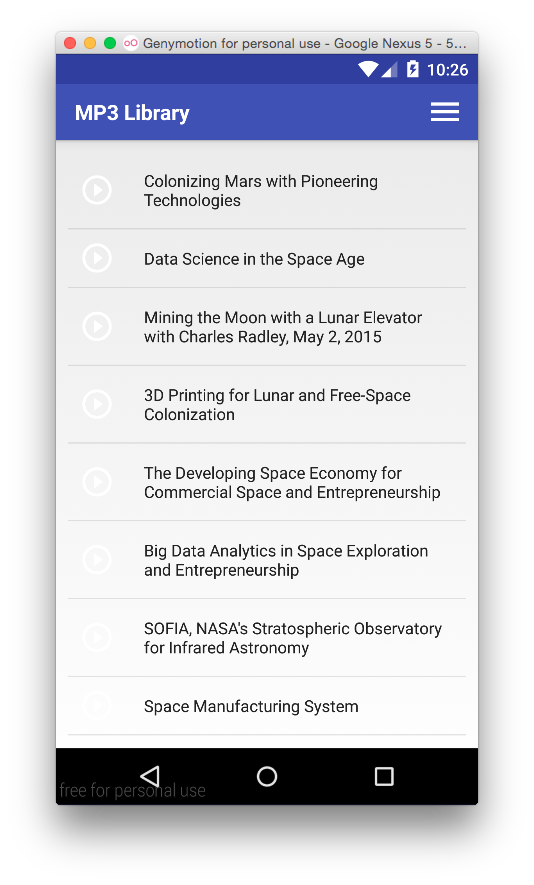 Genymotion for personal use - Google Nexus 5 - 5...
10:26
MP3 Library
Colonizing Mars with Pioneering
Technologies
Data Science in the Space Age
Mining the Moon with a Lunar Elevator
with Charles Radley, May 2, 2015
3D Printing for Lunar and Free-Space
Colonization
The Developing Space Economy for
Commercial Space and Entrepreneurship
Big Data Analytics in Space Exploration
and Entrepreneurship
SOFIA, NASA's Stratospheric Observatory
for Infrared Astronomy
Space Manufacturing System
free for personal use